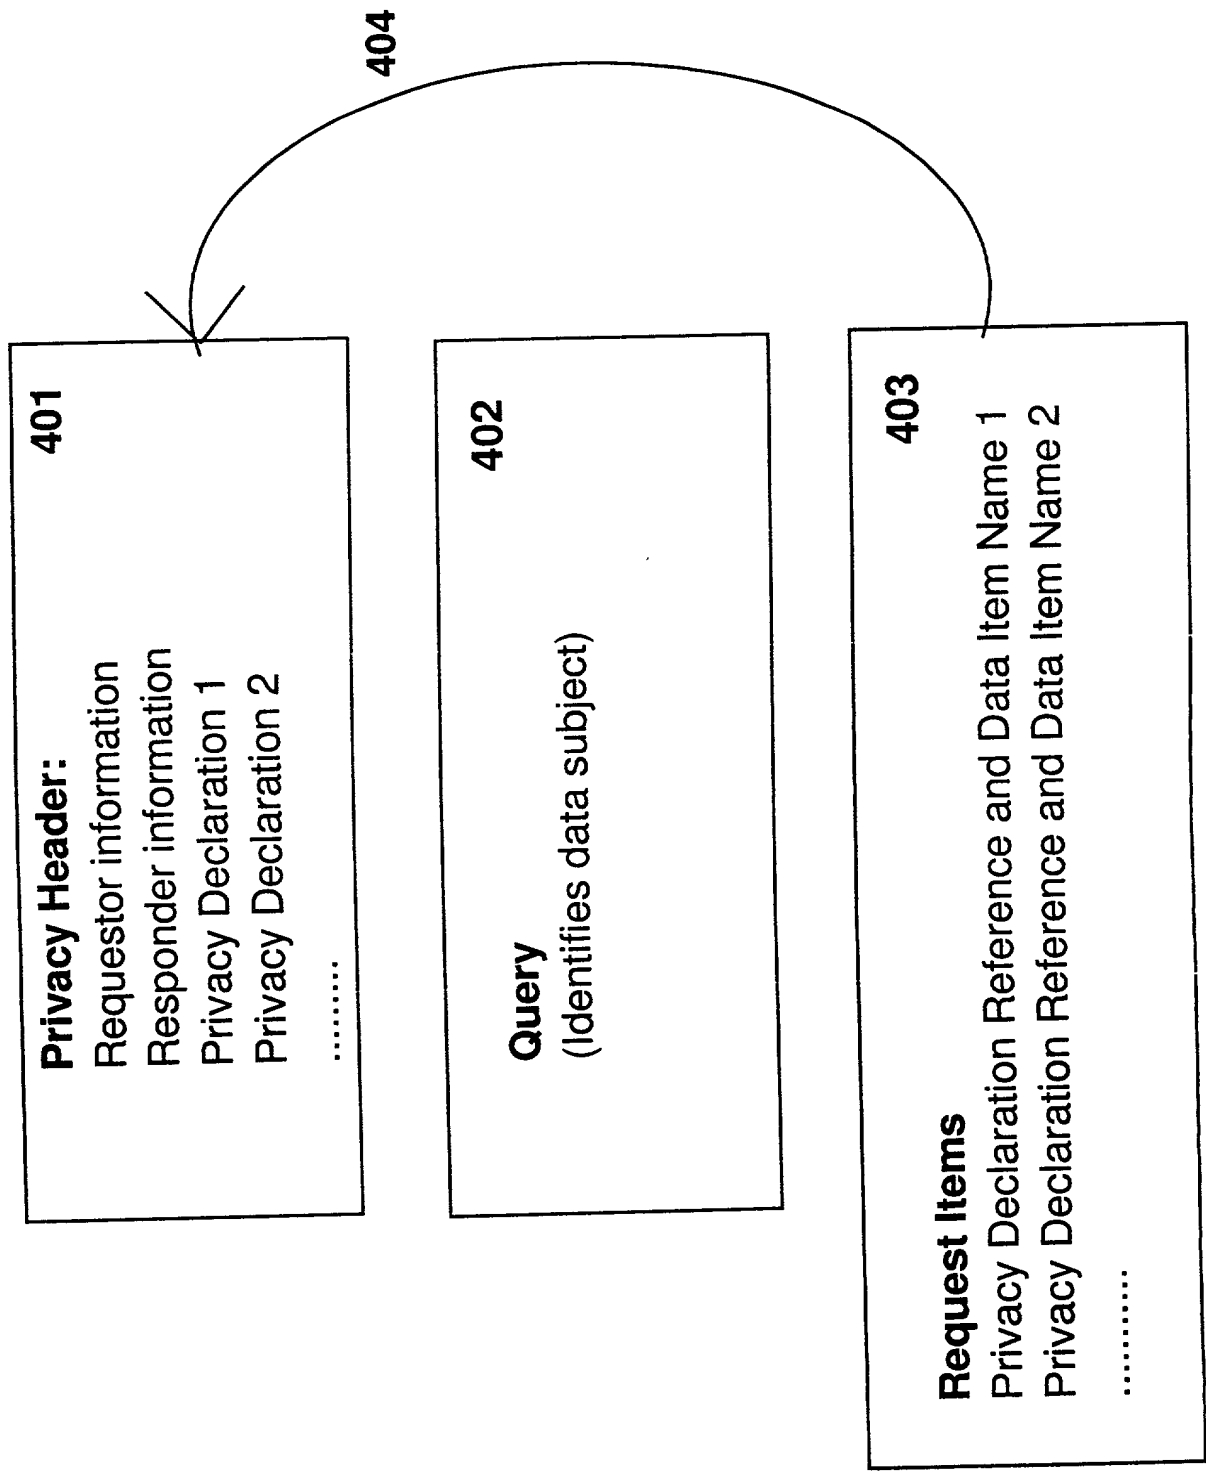 401
Privacy Header:
Requestor information
Responder information
Privacy Declaration 1
Privacy Declaration 2
........
404
402
Query
(Identifies data subject)
403
Request Items
Privacy Declaration Reference and Data Item Name 1
Privacy Declaration Reference and Data Item Name 2
..........